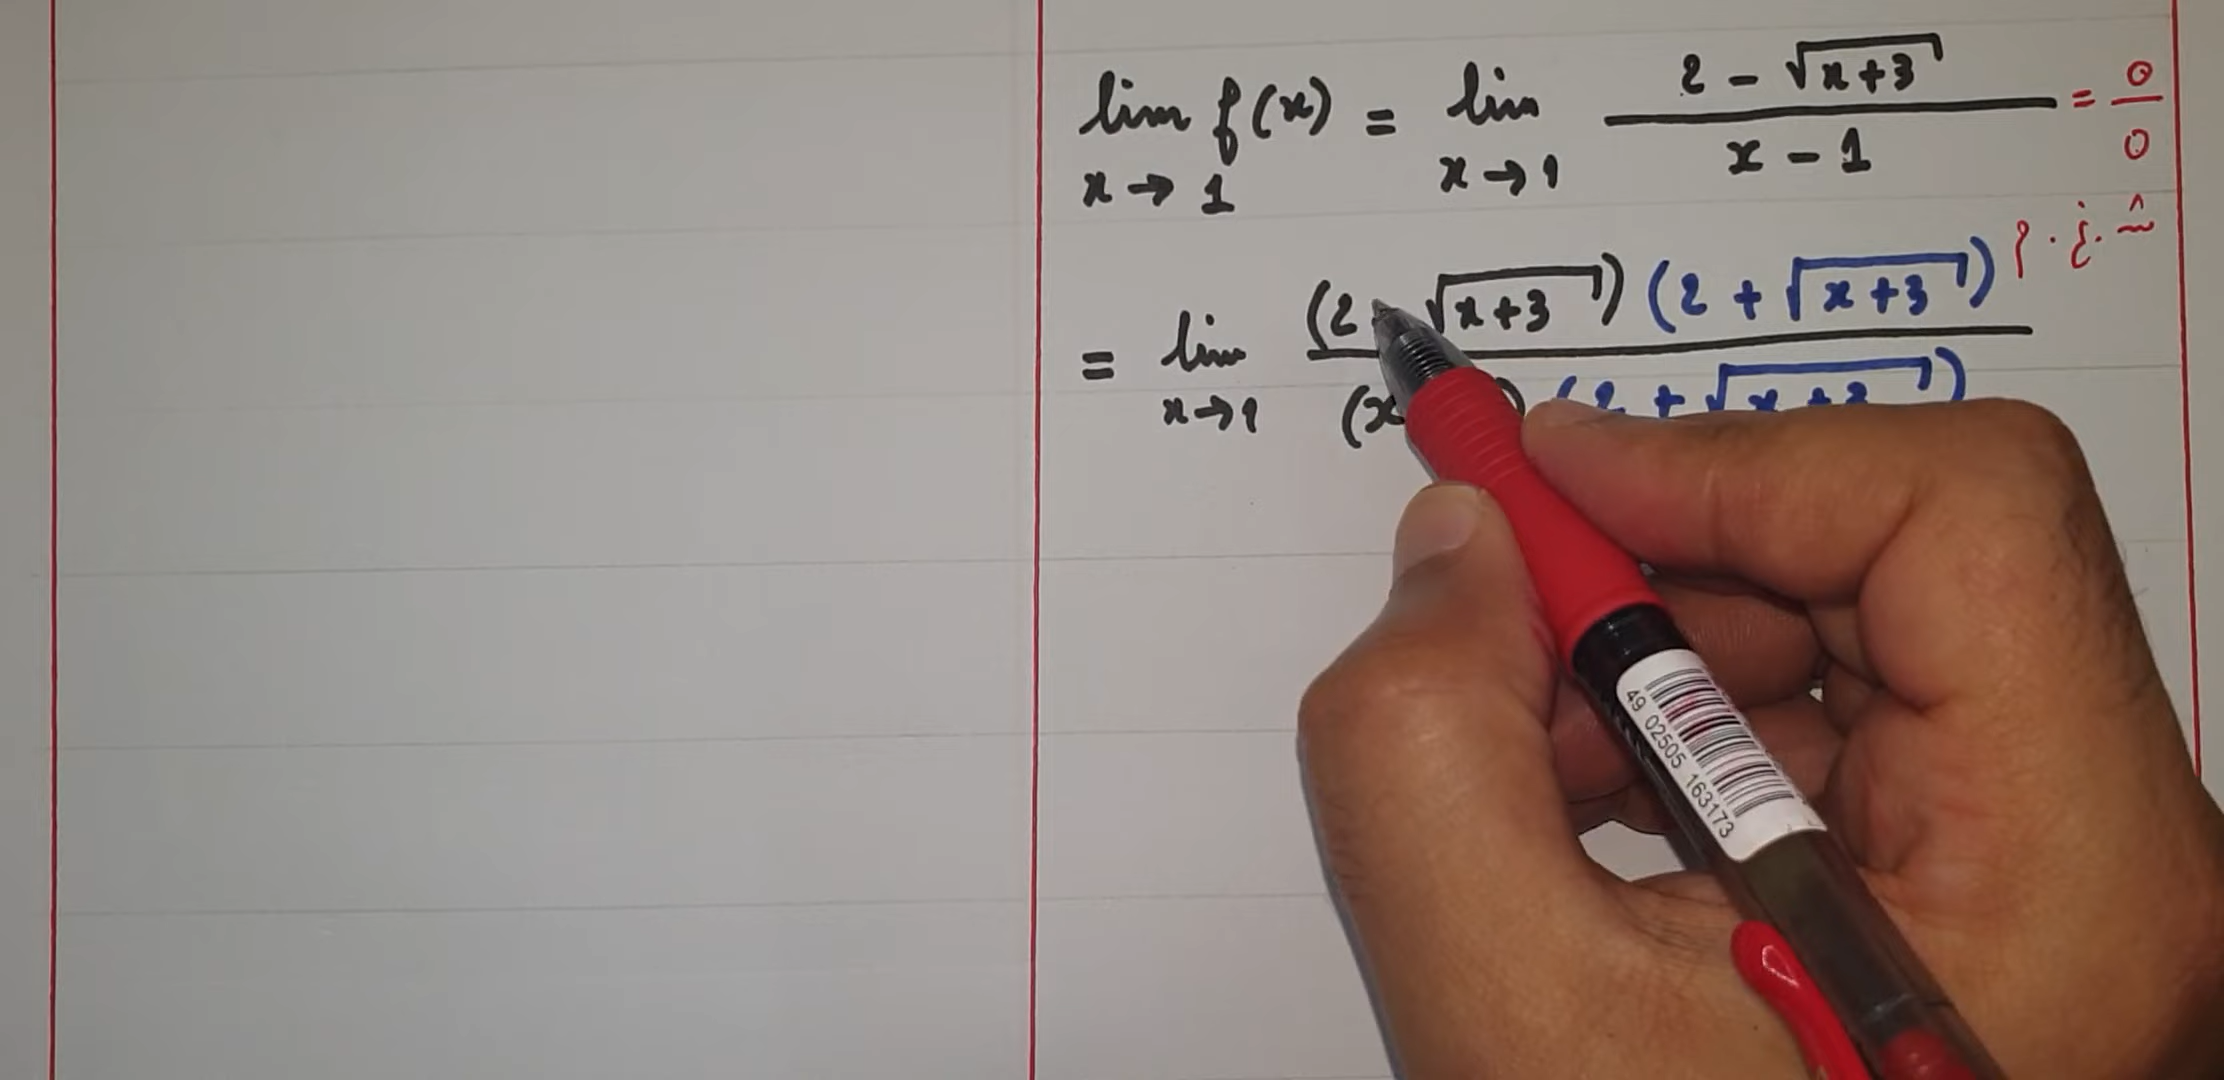 lim f(x) = lim (2 - √(x+3)) / (x - 1) = 0/0
x → 1 x → 1
= lim (2 √(x+3)) (2 + √(x+3)) / (x ) (2 + √(x+3))
x → 1
49 02505 163173